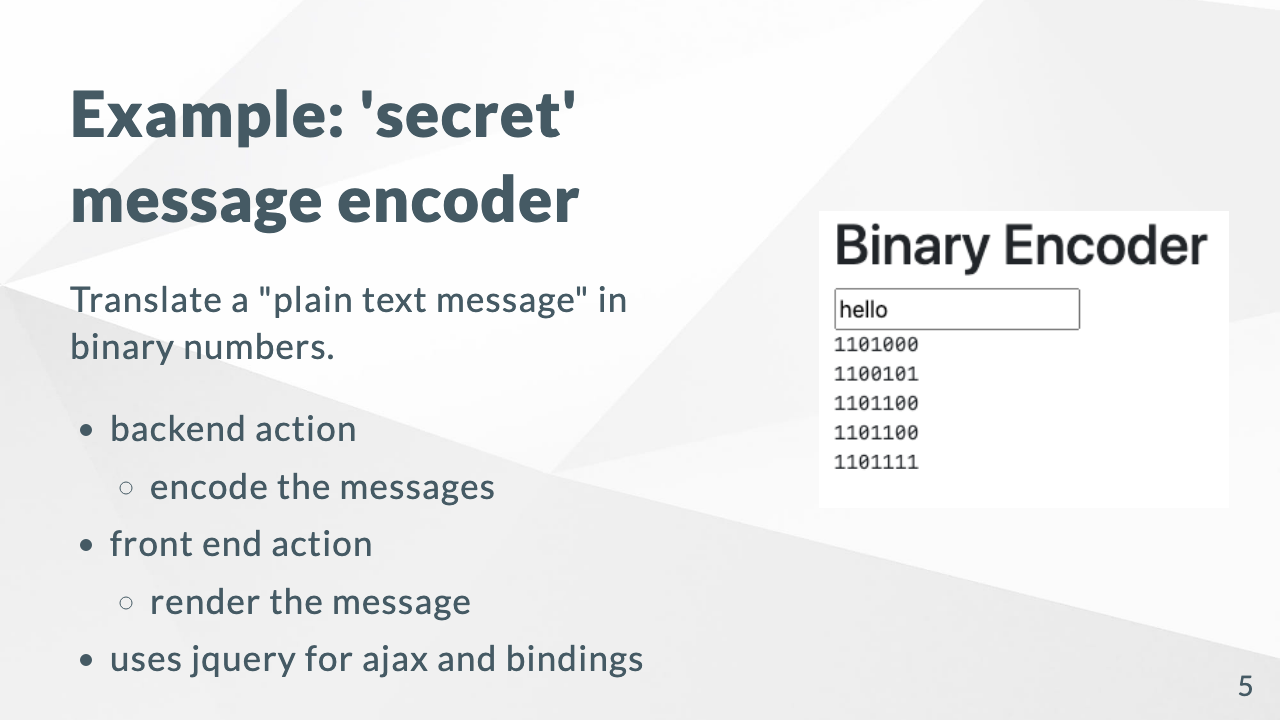 Example: 'secret'
message encoder
Translate a "plain text message" in
binary numbers.
• backend action
○ encode the messages
• front end action
○ render the message
• uses jquery for ajax and bindings
Binary Encoder
hello
1101000
1100101
1101100
1101100
1101111
5